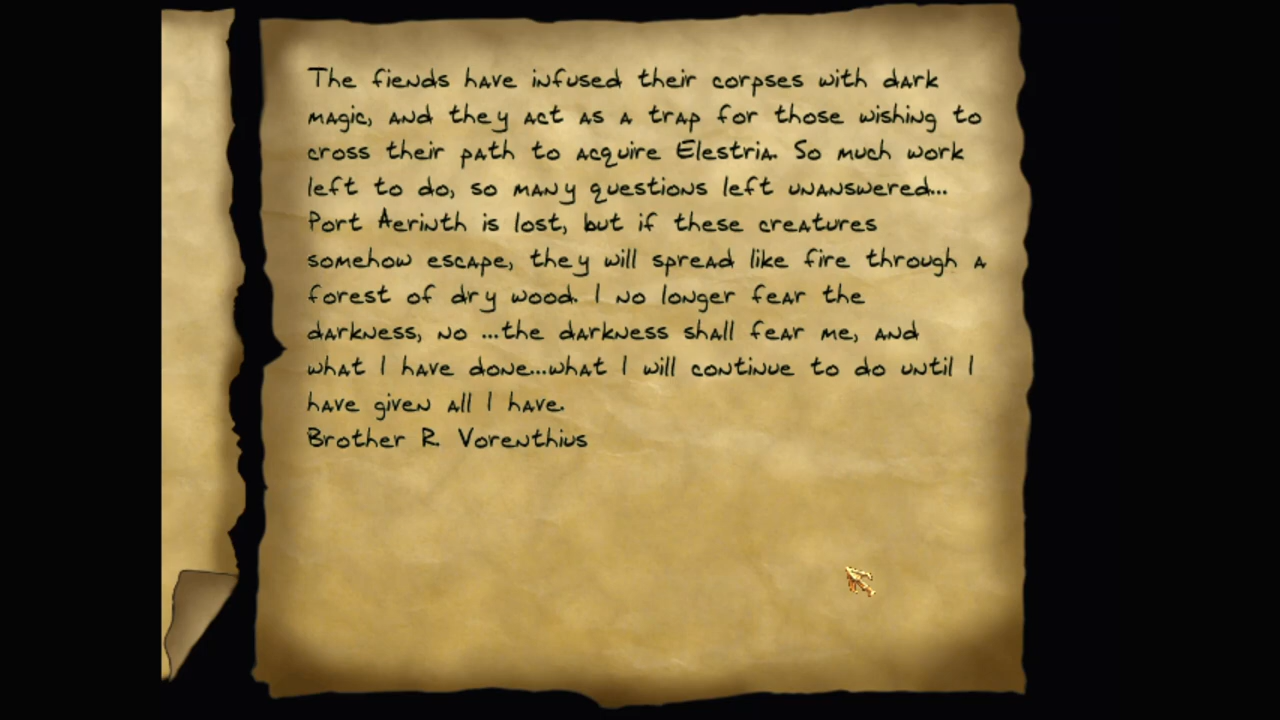 The fiends have infused their corpses with dark
magic, and they act as a trap for those wishing to
cross their path to acquire Elestria. So much work
left to do, so many questions left unanswered...
Port Aerinth is lost, but if these creatures
somehow escape, they will spread like fire through a
forest of dry wood. I no longer fear the
darkness, no ...the darkness shall fear me, and
what I have done...what I will continue to do until I
have given all I have.
Brother R. Vorenthius